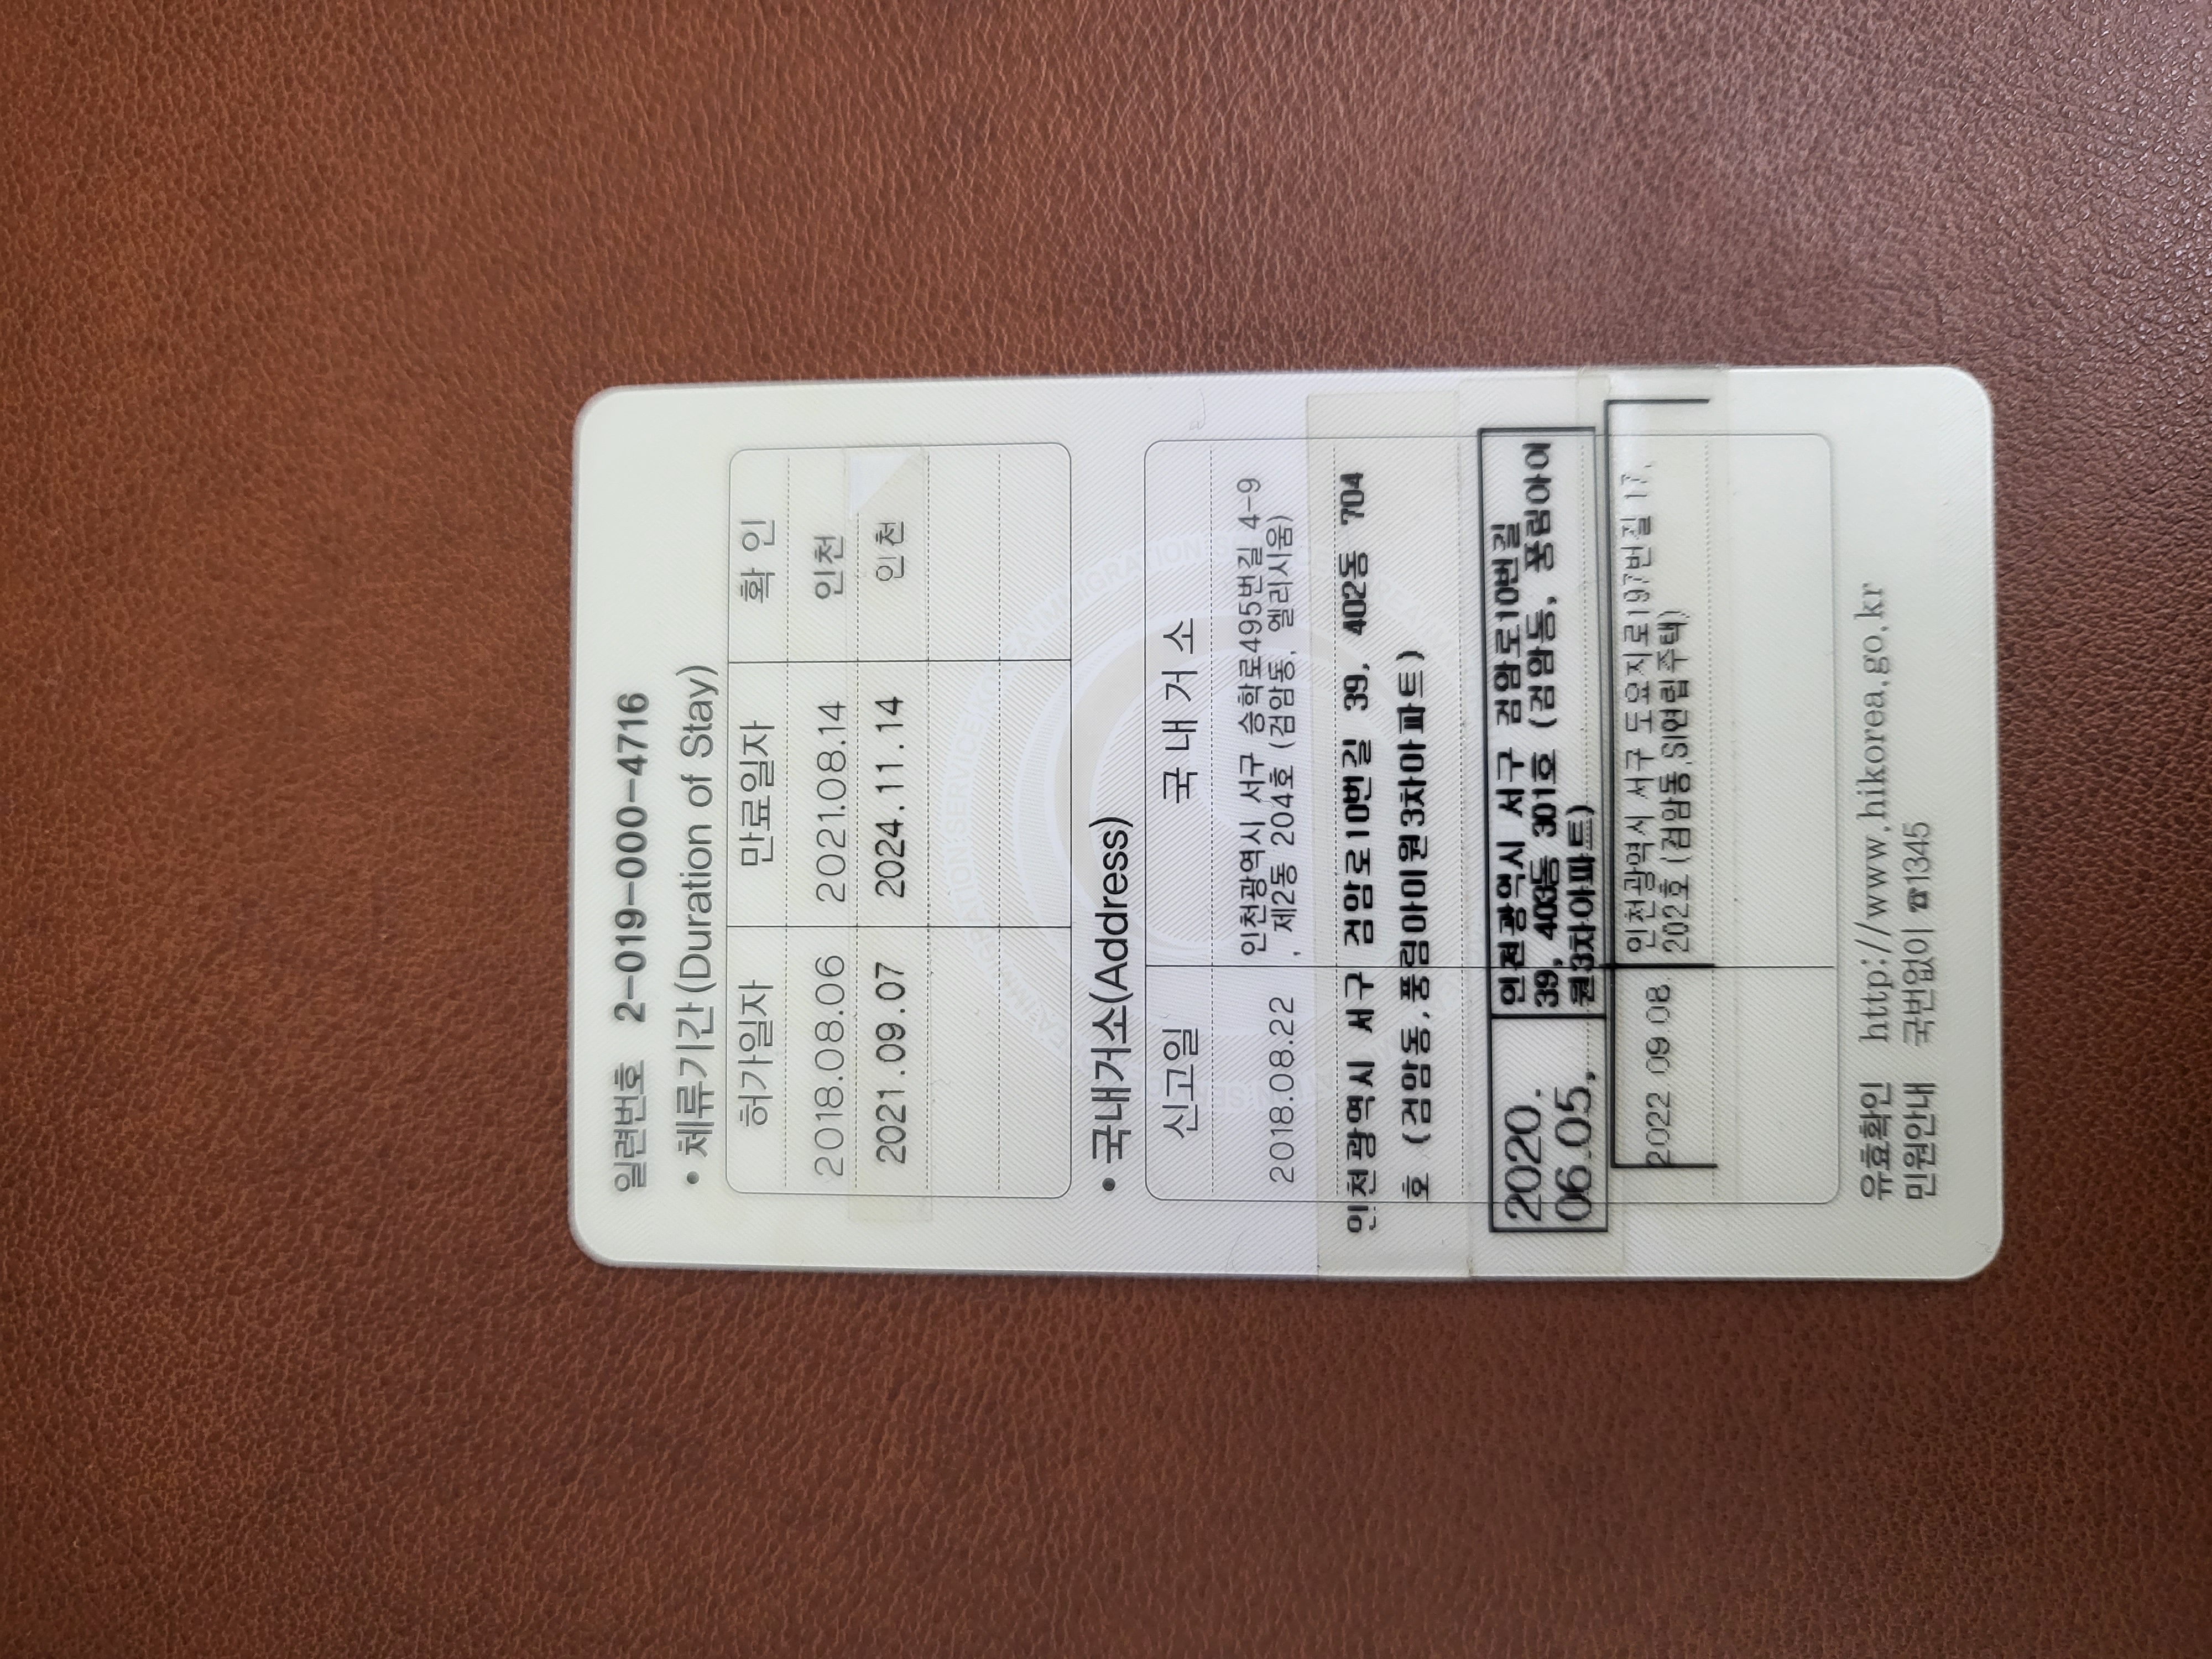 일련번호 2-019-000-4716
• 체류기간(Duration of Stay)
허가일자 만료일자 확 인
2018.08.06 2021.08.14 인천
2021.09.07 2024.11.14 인천
• 국내거소(Address)
신고일 국 내 거 소
2018.08.22 인천광역시 서구 승학로495번길 4-9
, 제2동 204호 (검암동, 엘리시움)
인천광역시 서구 검암로10번길 39, 402동 704
호 (검암동,풍림아이원3차아파트)
2020. 인천광역시 서구 검암로10번길
06.05, 39, 403동 301호 (검암동, 풍림아이
원3차아파트)
2022.09.08. 인천광역시 서구 도요지로197번길 17,
202호 (검암동,SI연립주택)
유효확인 http://www.hikorea.go.kr
민원안내 국번없이 ☎1345